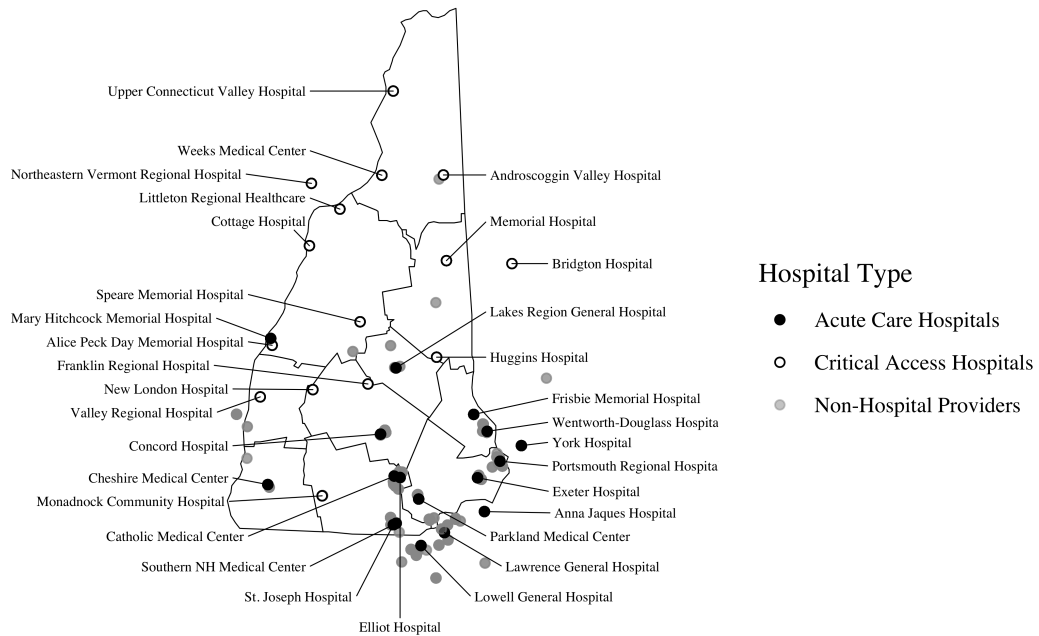 Upper Connecticut Valley Hospital
Weeks Medical Center
Northeastern Vermont Regional Hospital
Androscoggin Valley Hospital
Littleton Regional Healthcare
Cottage Hospital
Memorial Hospital
Bridgton Hospital
Hospital Type
Speare Memorial Hospital
Lakes Region General Hospital
Mary Hitchcock Memorial Hospital
Acute Care Hospitals
Alice Peck Day Memorial Hospital
Huggins Hospital
Critical Access Hospitals
Franklin Regional Hospital
New London Hospital
Frisbie Memorial Hospital
Non-Hospital Providers
Valley Regional Hospital
Wentworth-Douglass Hospita
Concord Hospital
York Hospital
Portsmouth Regional Hospita
Cheshire Medical Center
Exeter Hospital
Monadnock Community Hospital
Anna Jaques Hospital
Catholic Medical Center
Parkland Medical Center
Southern NH Medical Center
Lawrence General Hospital
St. Joseph Hospital
Lowell General Hospital
Elliot Hospital